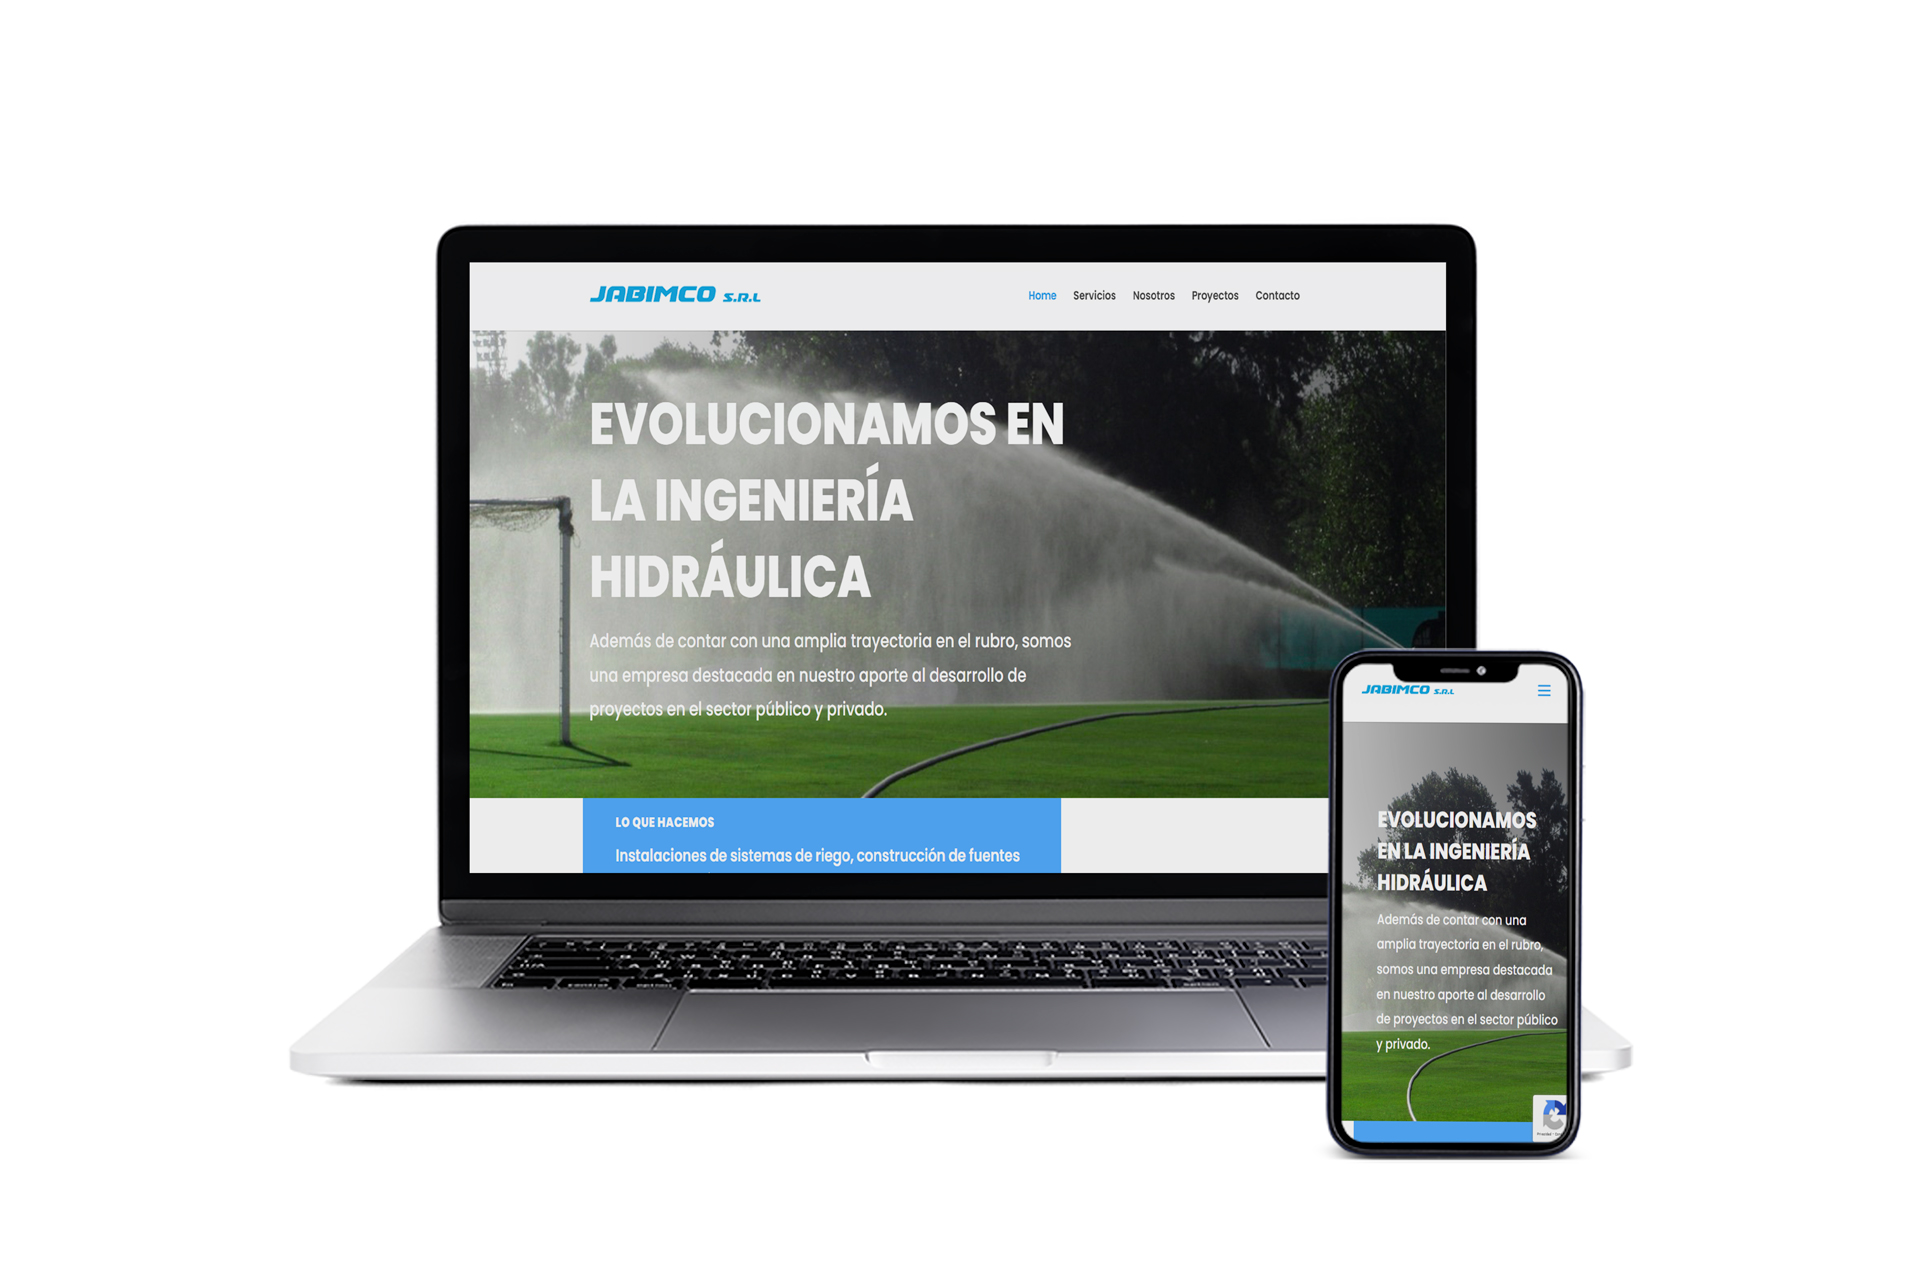 JABIMCO S.R.L
Home Servicios Nosotros Proyectos Contacto
EVOLUCIONAMOS EN
LA INGENIERÍA
HIDRÁULICA
Además de contar con una amplia trayectoria en el rubro, somos
una empresa destacada en nuestro aporte al desarrollo de
proyectos en el sector público y privado.
LO QUE HACEMOS
Instalaciones de sistemas de riego, construcción de fuentes
JABIMCO S.R.L
EVOLUCIONAMOS
EN LA INGENIERÍA
HIDRÁULICA
Además de contar con una
amplia trayectoria en el rubro,
somos una empresa destacada
en nuestro aporte al desarrollo
de proyectos en el sector público
y privado.